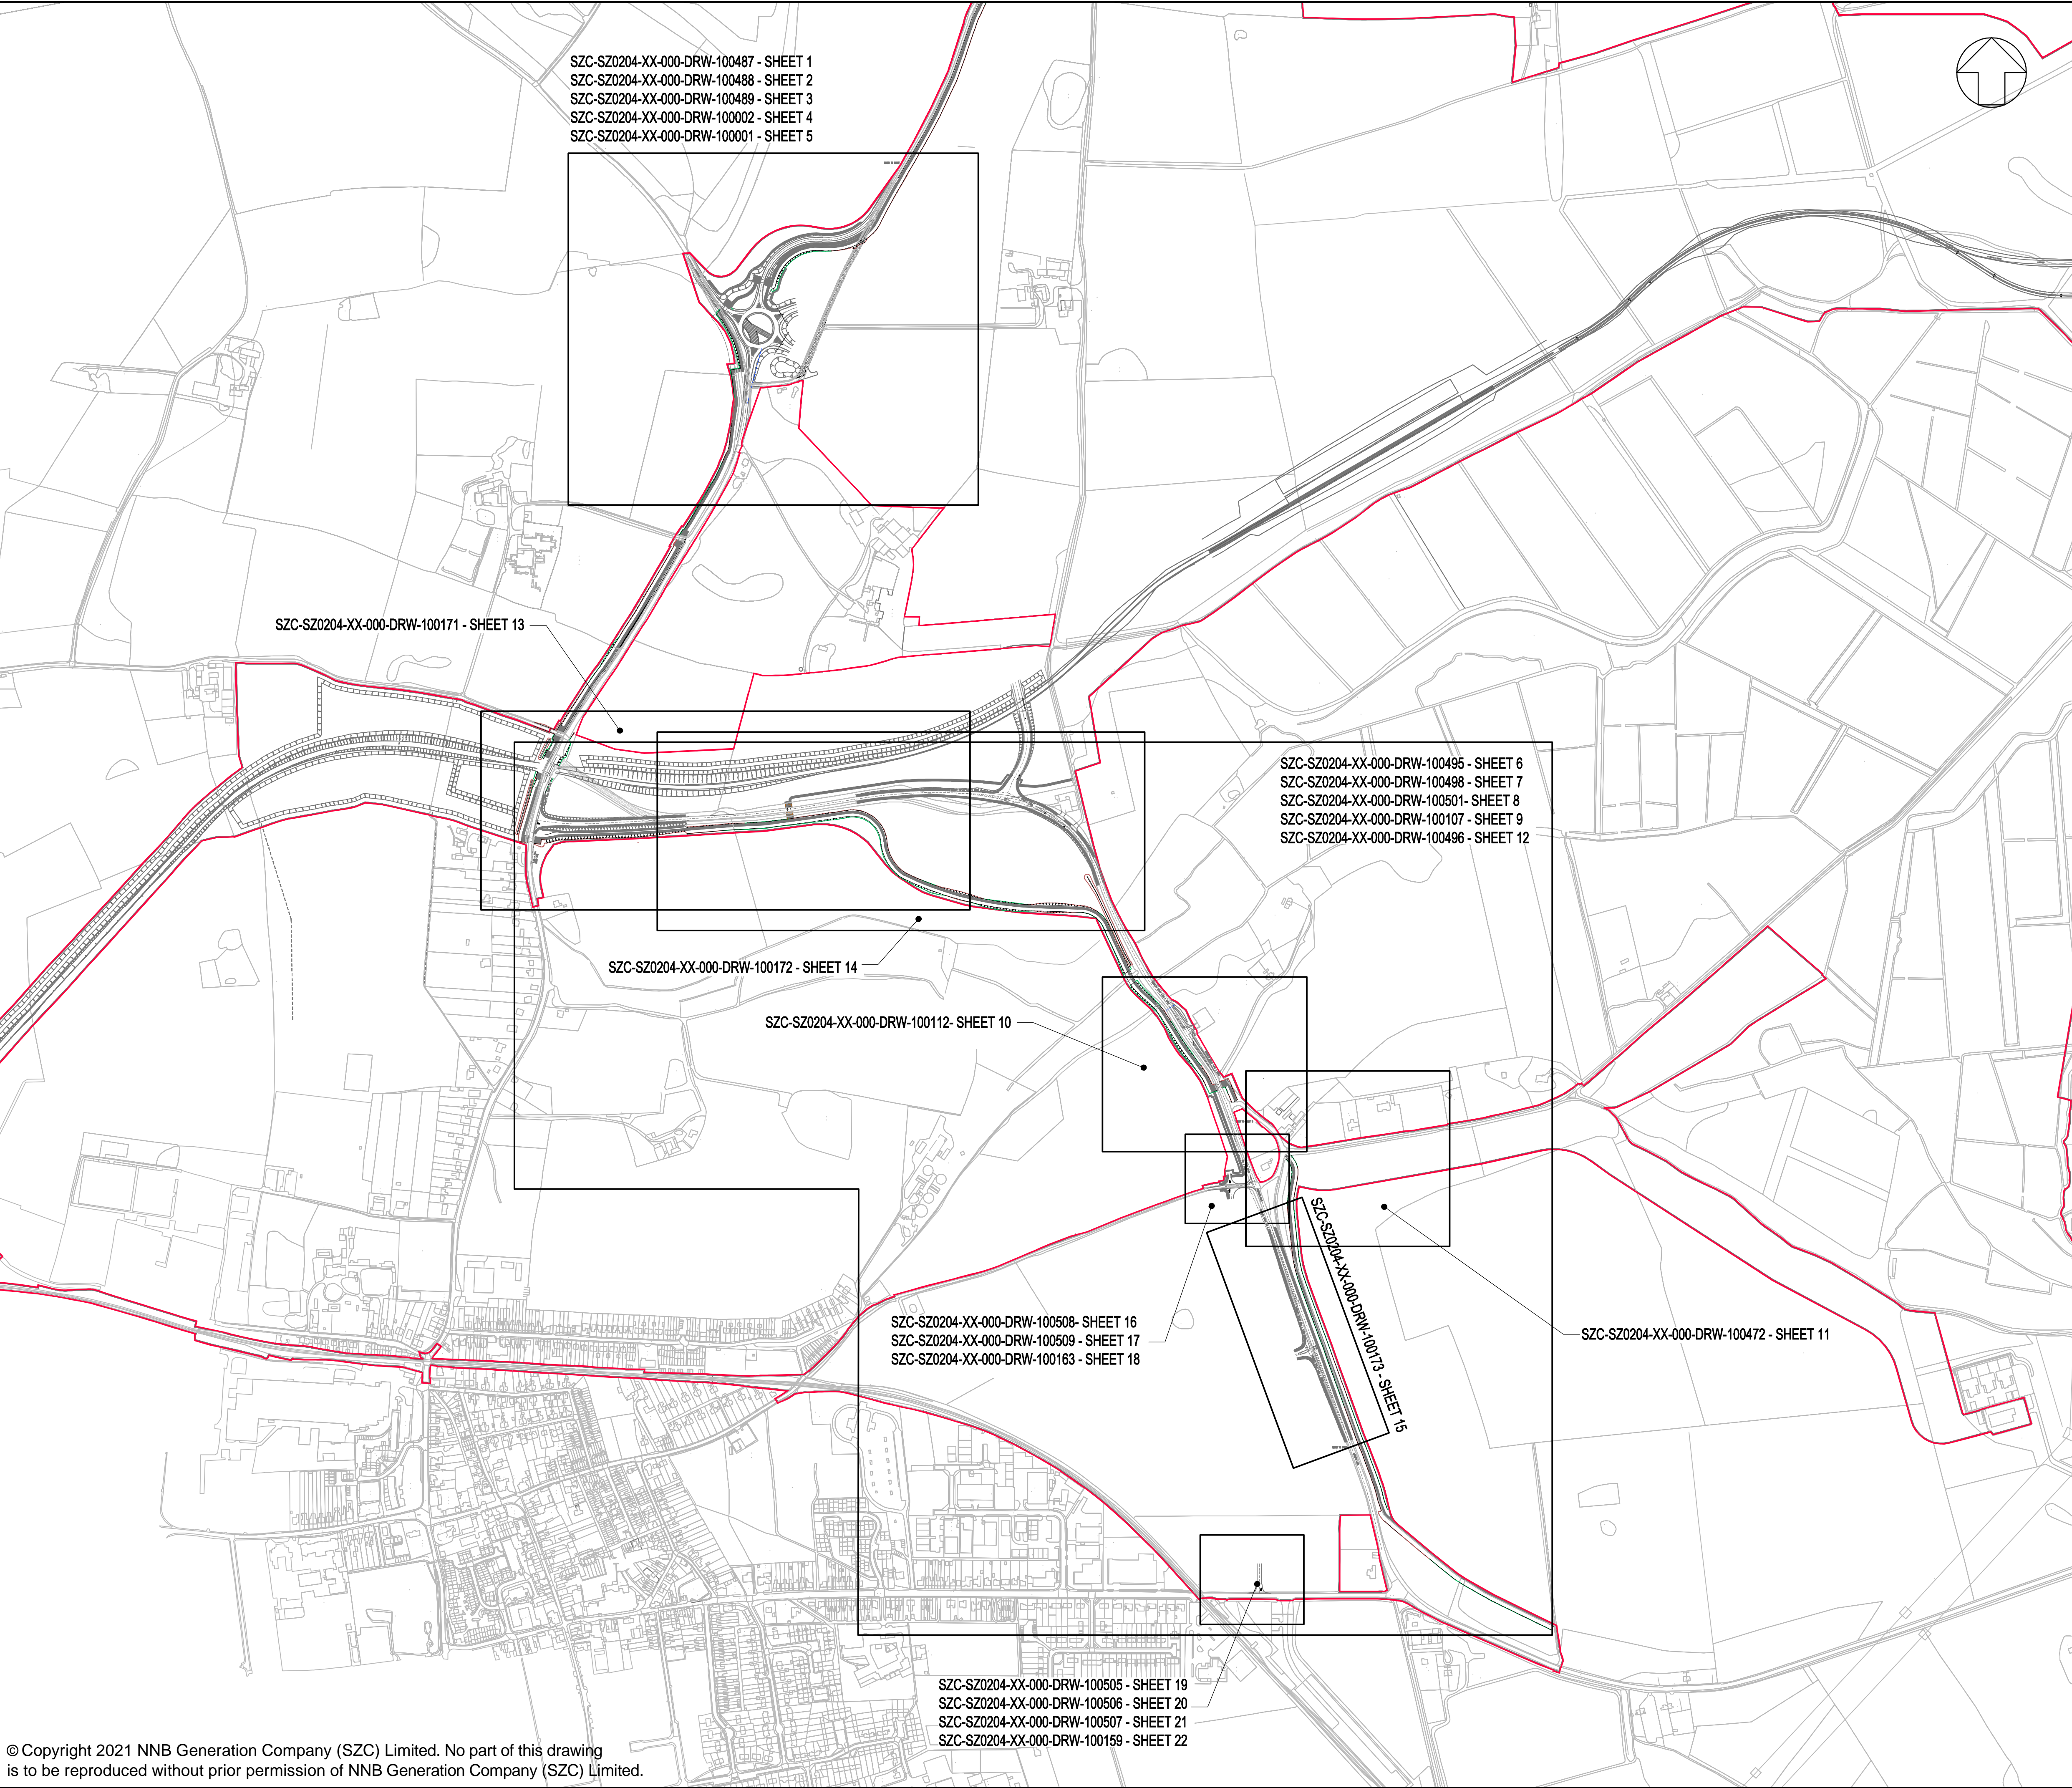 SZC-SZ0204-XX-000-DRW-100487 - SHEET 1
SZC-SZ0204-XX-000-DRW-100488 - SHEET 2
SZC-SZ0204-XX-000-DRW-100489 - SHEET 3
SZC-SZ0204-XX-000-DRW-100002 - SHEET 4
SZC-SZ0204-XX-000-DRW-100001 - SHEET 5
SZC-SZ0204-XX-000-DRW-100171 - SHEET 13
SZC-SZ0204-XX-000-DRW-100495 - SHEET 6
SZC-SZ0204-XX-000-DRW-100498 - SHEET 7
SZC-SZ0204-XX-000-DRW-100501- SHEET 8
SZC-SZ0204-XX-000-DRW-100107 - SHEET 9
SZC-SZ0204-XX-000-DRW-100496 - SHEET 12
SZC-SZ0204-XX-000-DRW-100172 - SHEET 14
SZC-SZ0204-XX-000-DRW-100112- SHEET 10
SZC-SZ0204-XX-000-DRW-100173 - SHEET 15
SZC-SZ0204-XX-000-DRW-100508- SHEET 16
SZC-SZ0204-XX-000-DRW-100509 - SHEET 17
SZC-SZ0204-XX-000-DRW-100163 - SHEET 18
SZC-SZ0204-XX-000-DRW-100472 - SHEET 11
SZC-SZ0204-XX-000-DRW-100505 - SHEET 19
SZC-SZ0204-XX-000-DRW-100506 - SHEET 20
SZC-SZ0204-XX-000-DRW-100507 - SHEET 21
SZC-SZ0204-XX-000-DRW-100159 - SHEET 22
© Copyright 2021 NNB Generation Company (SZC) Limited. No part of this drawing
is to be reproduced without prior permission of NNB Generation Company (SZC) Limited.